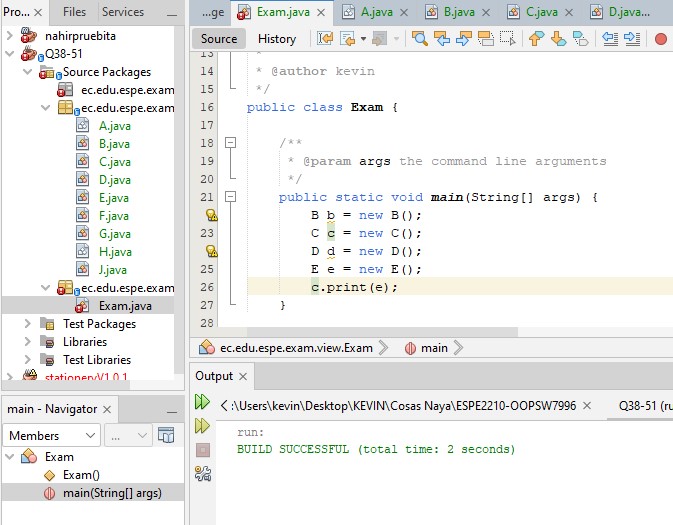 Pro... ×
Files
Services
nahirpruebita
Q38-51
Source Packages
ec.edu.espe.exam
ec.edu.espe.exam
A.java
B.java
C.java
D.java
E.java
F.java
G.java
H.java
J.java
ec.edu.espe.exam
Exam.java
Test Packages
Libraries
Test Libraries
stationeryV1.0.1
main - Navigator ×
Members
...
Exam
Exam()
main(String[] args)
...ge
Exam.java ×
A.java ×
B.java ×
C.java ×
D.java...
Source
History
13 *
14 * @author kevin
15 */
16 public class Exam {
17
18 /**
19 * @param args the command line arguments
20 */
21 public static void main(String[] args) {
B b = new B();
23 C c = new C();
D d = new D();
25 E e = new E();
26 c.print(e);
27 }
28
ec.edu.espe.exam.view.Exam
main
Output ×
:\Users\kevin\Desktop\KEVIN\Cosas Naya\ESPE2210-OOPSW7996 ×
Q38-51 (ru
run:
BUILD SUCCESSFUL (total time: 2 seconds)